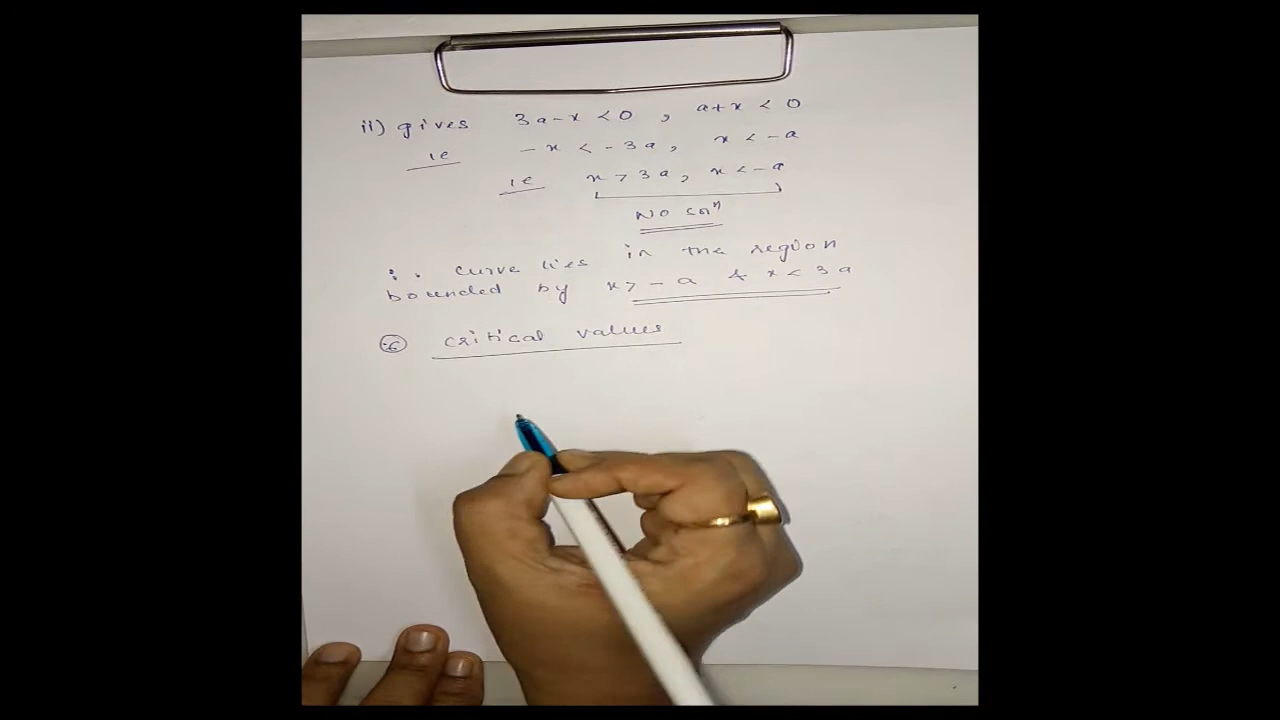 ii) gives 3a-x<0, a+x<0
ie -x<-3a, x<-a
ie x>3a, x<-a
No solⁿ
∴ curve lies in the region
bounded by x>-a & x<3a
⑥ critical values